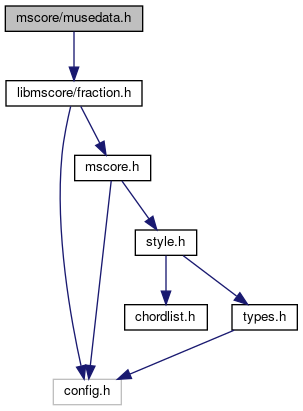 mscore/musedata.h
libmscore/fraction.h
mscore.h
style.h
chordlist.h
types.h
config.h